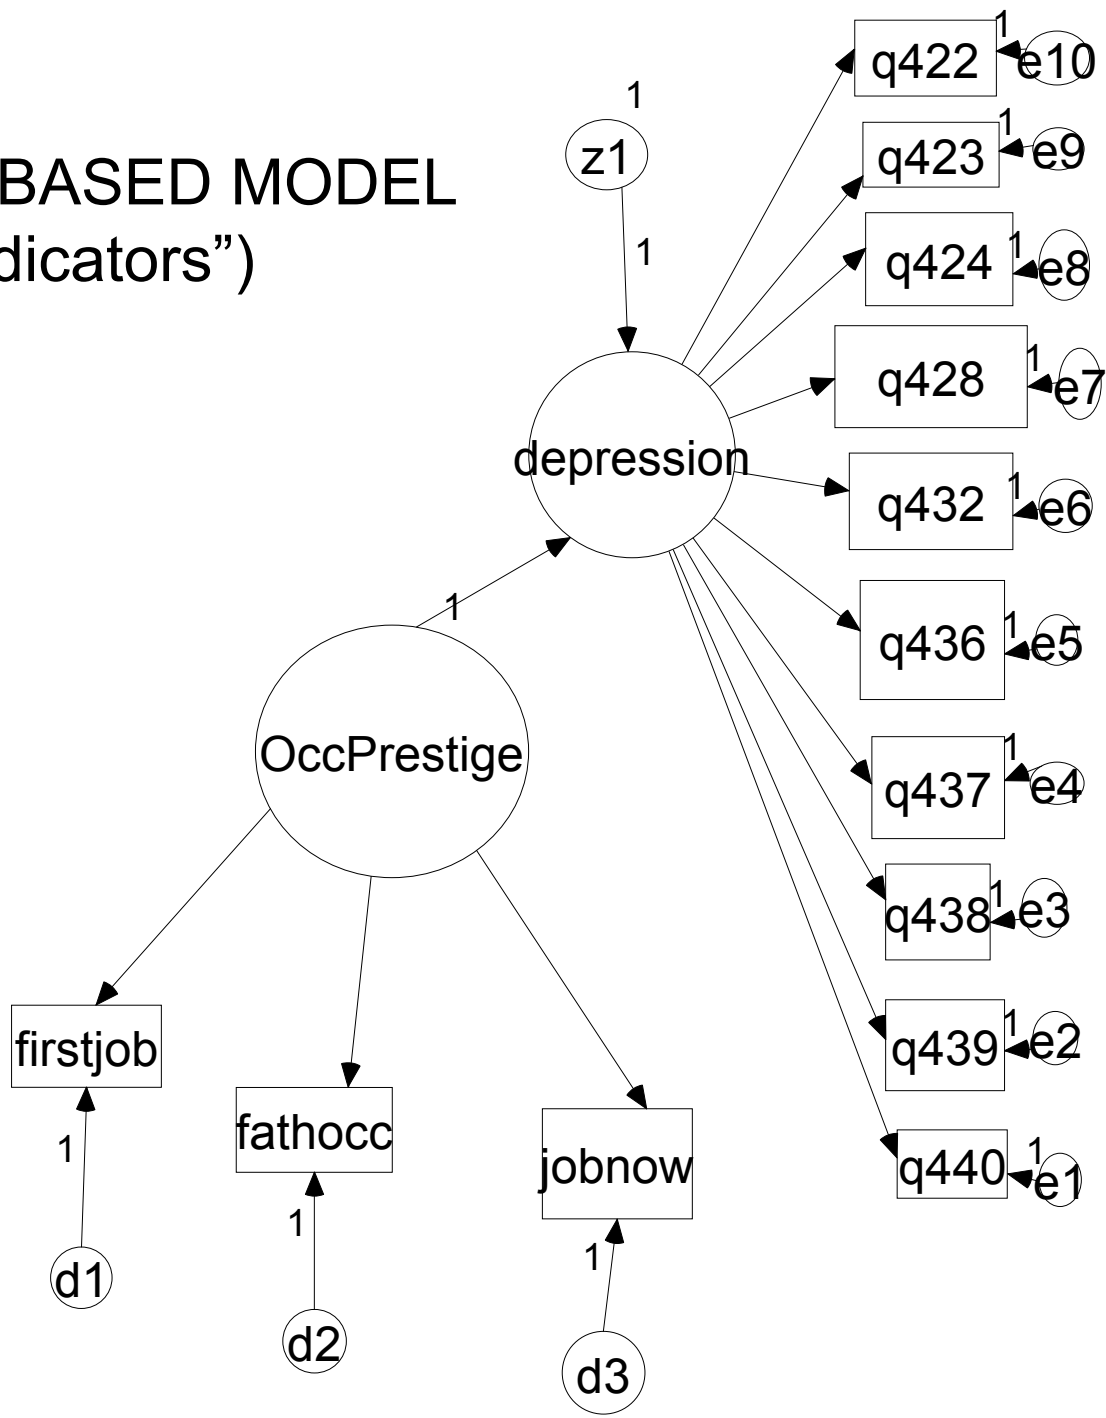 BASED MODEL
dicators”)
1
z1
1
depression
1
OccPrestige
firstjob
1
d1
fathocc
1
d2
jobnow
1
d3
q422
1
e10
q423
1
e9
q424
1
e8
q428
1
e7
q432
1
e6
q436
1
e5
q437
1
e4
q438
1
e3
q439
1
e2
q440
1
e1